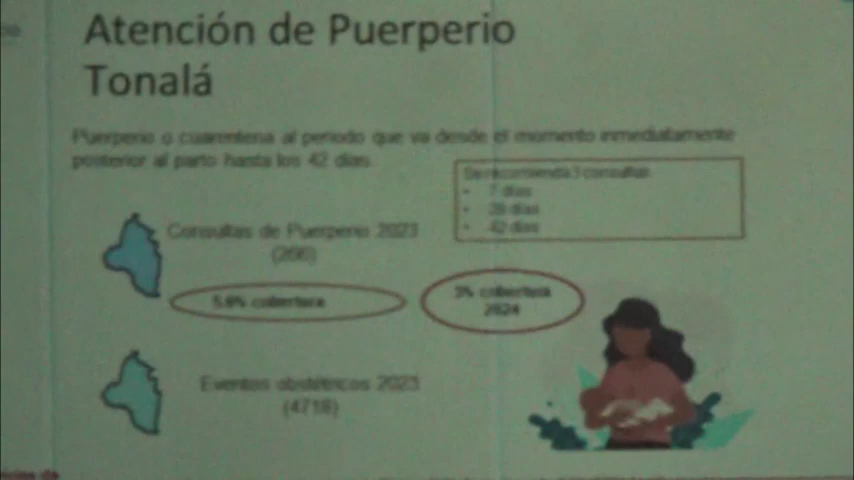 Atención de Puerperio
Tonalá
Puerperio o cuarentena al periodo que va desde el momento inmediatamente
posterior al parto hasta los 42 días.
Se recomienda 3 consultas
• 7 días
• 28 días
• 42 días
Consultas de Puerperio 2023
(266)
5.6% cobertura
3% cobertura
2024
Eventos obstétricos 2023
(4718)